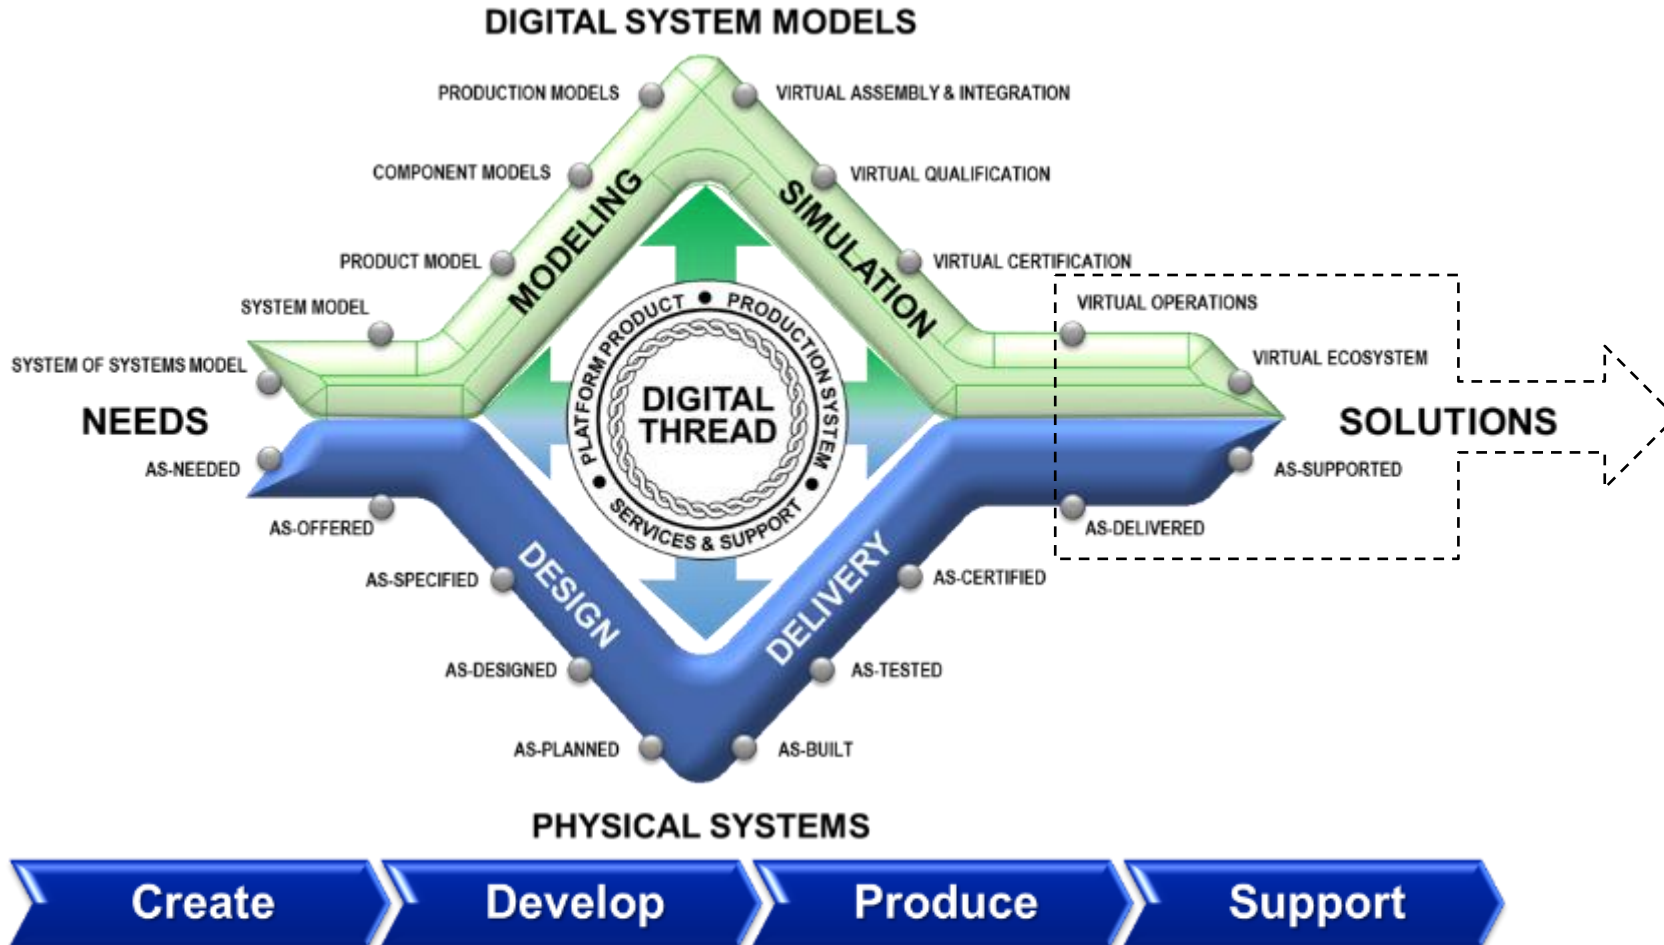 DIGITAL SYSTEM MODELS
PRODUCTION MODELS
VIRTUAL ASSEMBLY & INTEGRATION
COMPONENT MODELS
VIRTUAL QUALIFICATION
MODELING
SIMULATION
PRODUCT MODEL
VIRTUAL CERTIFICATION
SYSTEM MODEL
VIRTUAL OPERATIONS
SYSTEM OF SYSTEMS MODEL
VIRTUAL ECOSYSTEM
PLATFORM PRODUCT
PRODUCTION SYSTEM
SERVICES & SUPPORT
DIGITAL
THREAD
NEEDS
SOLUTIONS
AS-NEEDED
AS-SUPPORTED
AS-OFFERED
AS-DELIVERED
AS-SPECIFIED
AS-CERTIFIED
DESIGN
DELIVERY
AS-DESIGNED
AS-TESTED
AS-PLANNED
AS-BUILT
PHYSICAL SYSTEMS
Create
Develop
Produce
Support